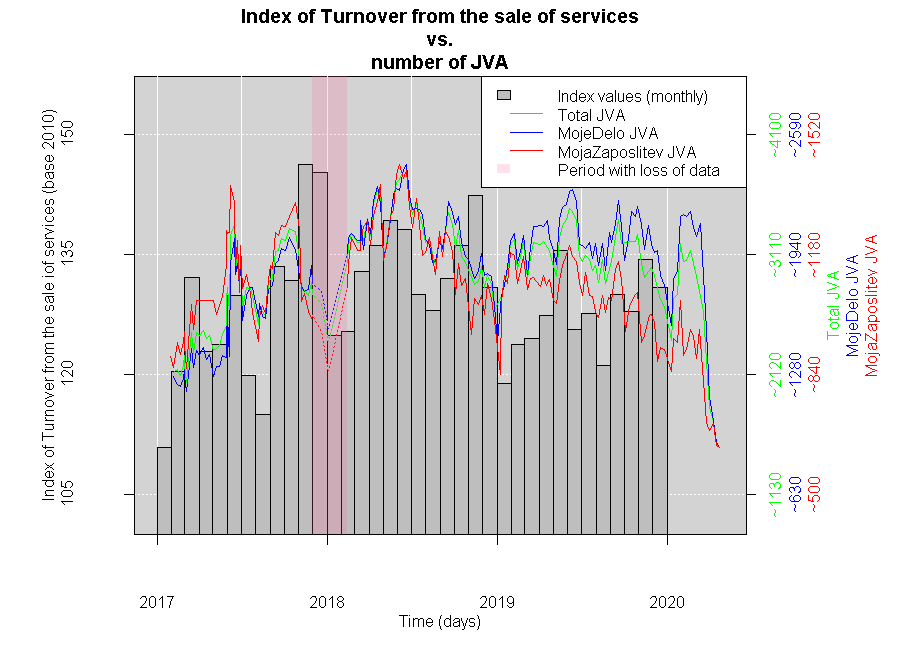 Index of Turnover from the sale of services
vs.
number of JVA
Index values (monthly)
Total JVA
MojeDelo JVA
MojaZaposlitev JVA
Period with loss of data
Index of Turnover from the sale i of services (base 2010)
150
135
120
105
~4100
~3110
~2120
~1130
~2590
~1940
~1280
~630
~1520
~1180
~840
~500
Total JVA
MojeDelo JVA
MojaZaposlitev JVA
2017
2018
2019
2020
Time (days)